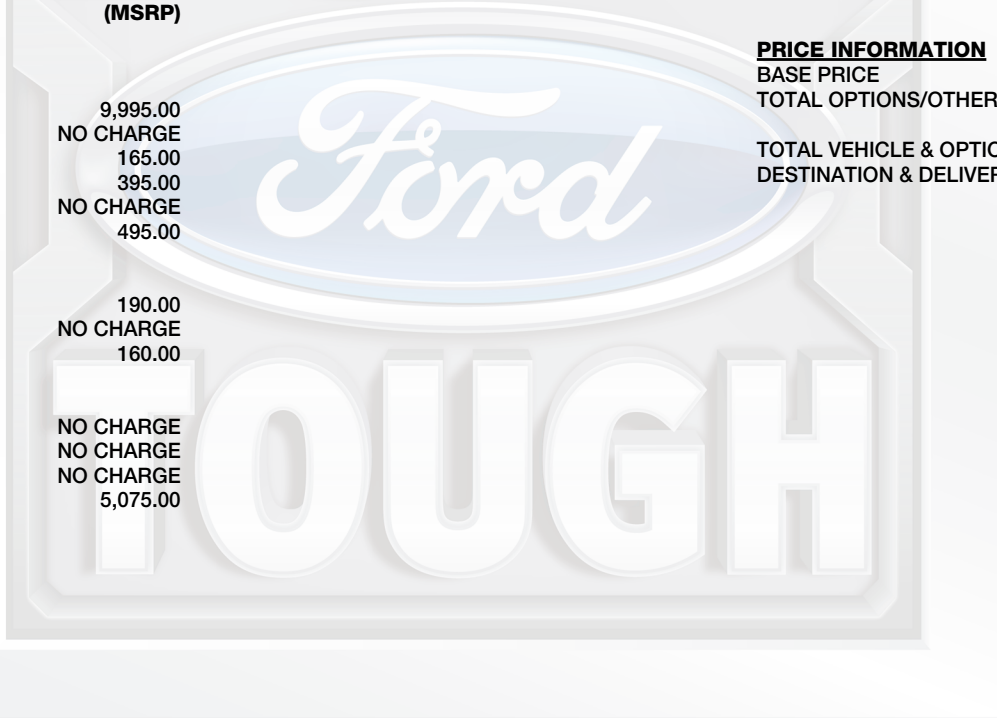 (MSRP)
9,995.00
NO CHARGE
165.00
395.00
NO CHARGE
495.00
190.00
NO CHARGE
160.00
NO CHARGE
NO CHARGE
NO CHARGE
5,075.00
PRICE INFORMATION
BASE PRICE
TOTAL OPTIONS/OTHER
TOTAL VEHICLE & OPTIO
DESTINATION & DELIVER
Ford
TOUGH